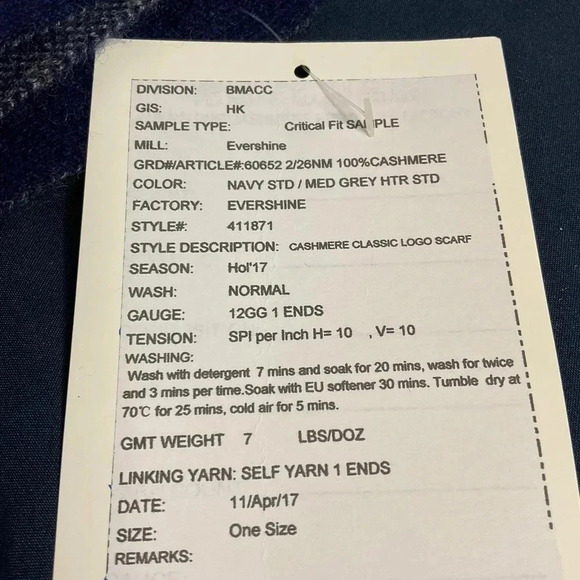 DIVISION: BMACC
GIS: HK
SAMPLE TYPE: Critical Fit SAMPLE
MILL: Evershine
GRD#/ARTICLE#:60652 2/26NM 100%CASHMERE
COLOR: NAVY STD / MED GREY HTR STD
FACTORY: EVERSHINE
STYLE#: 411871
STYLE DESCRIPTION: CASHMERE CLASSIC LOGO SCARF
SEASON: Hol'17
WASH: NORMAL
GAUGE: 12GG 1 ENDS
TENSION: SPI per Inch H= 10 , V= 10
WASHING:
Wash with detergent 7 mins and soak for 20 mins, wash for twice
and 3 mins per time.Soak with EU softener 30 mins. Tumble dry at
70℃ for 25 mins, cold air for 5 mins.
GMT WEIGHT 7 LBS/DOZ
LINKING YARN: SELF YARN 1 ENDS
DATE: 11/Apr/17
SIZE: One Size
REMARKS: